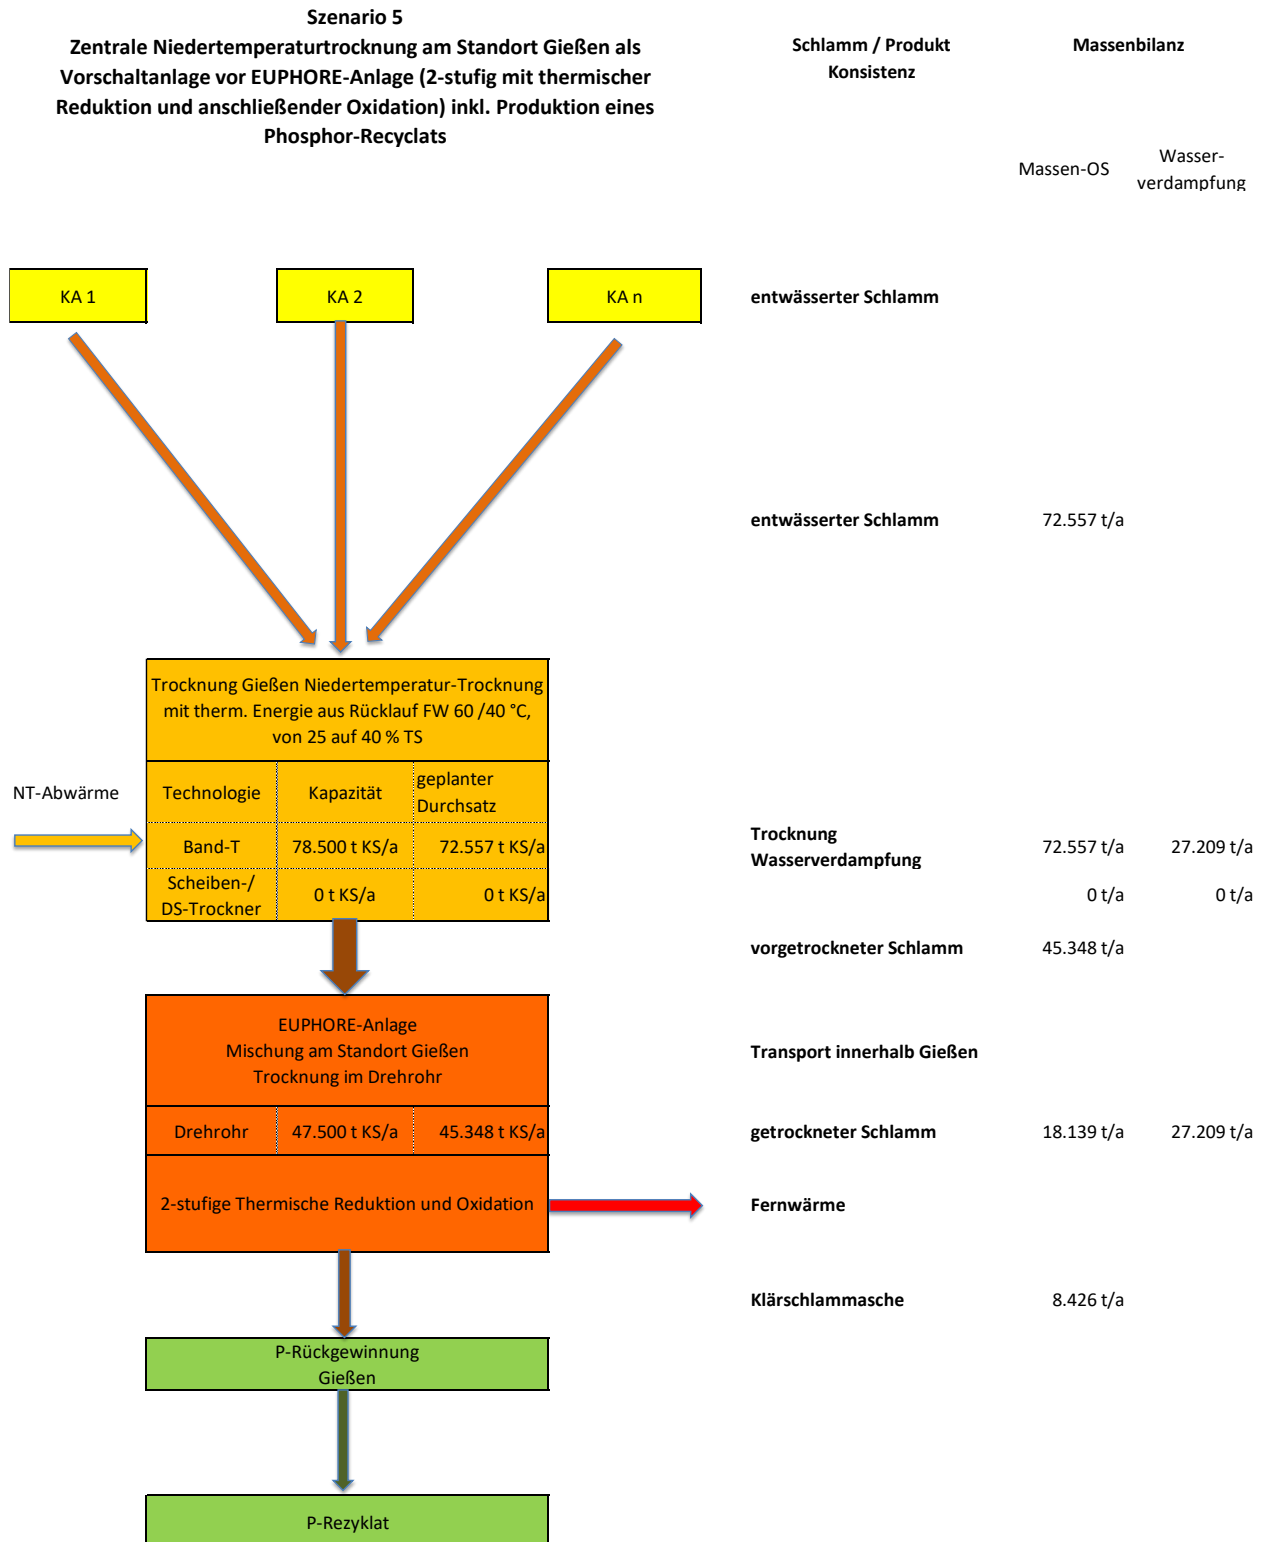 Szenario 5
Zentrale Niedertemperaturtrocknung am Standort Gießen als
Vorschaltanlage vor EUPHORE-Anlage (2-stufig mit thermischer
Reduktion und anschließender Oxidation) inkl. Produktion eines
Phosphor-Recyclats
Schlamm / Produkt
Konsistenz
Massenbilanz
Massen-OS
Wasser-
verdampfung
KA 1
KA 2
KA n
entwässerter Schlamm
entwässerter Schlamm 72.557 t/a
Trocknung Gießen Niedertemperatur-Trocknung
mit therm. Energie aus Rücklauf FW 60 /40 °C,
von 25 auf 40 % TS
NT-Abwärme
Technologie
Kapazität
geplanter
Durchsatz
Band-T 78.500 t KS/a 72.557 t KS/a
Scheiben-/
DS-Trockner
0 t KS/a 0 t KS/a
Trocknung
Wasserverdampfung
72.557 t/a 27.209 t/a
0 t/a 0 t/a
vorgetrockneter Schlamm 45.348 t/a
EUPHORE-Anlage
Mischung am Standort Gießen
Trocknung im Drehrohr
Transport innerhalb Gießen
Drehrohr 47.500 t KS/a 45.348 t KS/a
getrockneter Schlamm 18.139 t/a 27.209 t/a
2-stufige Thermische Reduktion und Oxidation
Fernwärme
Klärschlammasche 8.426 t/a
P-Rückgewinnung
Gießen
P-Rezyklat